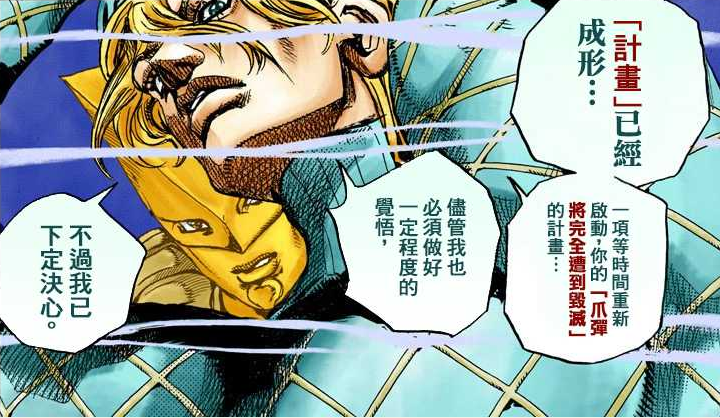 「計畫」已經
成形…
一項等時間重新
啟動，你的「爪彈
將完全遭到毀滅」
的計畫…
儘管我也
必須做好
一定程度的
覺悟，
不過我已
下定決心。